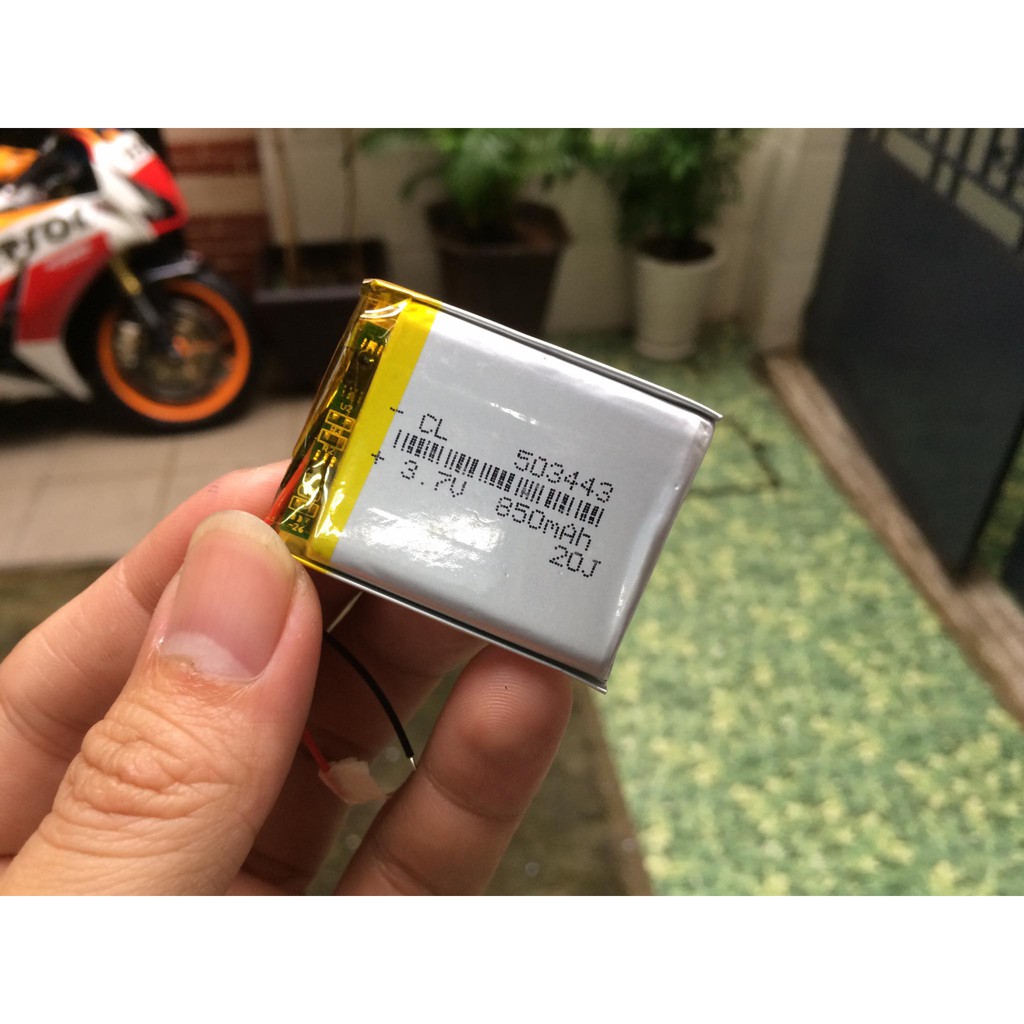 - CL 503443
+ 3.7V 850mAh
20J